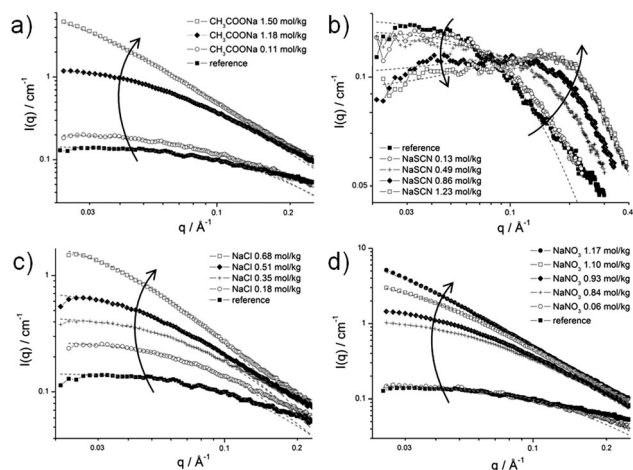 a)
CH3COONa 1.50 mol/kg
CH3COONa 1.18 mol/kg
CH3COONa 0.11 mol/kg
reference
I(q) / cm⁻¹
1
0.1
0.03
0.1
0.2
q / Å⁻¹
b)
I(q) / cm⁻¹
0.1
0.05
reference
NaSCN 0.13 mol/kg
NaSCN 0.49 mol/kg
NaSCN 0.86 mol/kg
NaSCN 1.23 mol/kg
0.03
0.1
0.4
q / Å⁻¹
c)
NaCl 0.68 mol/kg
NaCl 0.51 mol/kg
NaCl 0.35 mol/kg
NaCl 0.18 mol/kg
reference
I(q) / cm⁻¹
1
0.1
0.03
0.1
0.2
q / Å⁻¹
d)
NaNO3 1.17 mol/kg
NaNO3 1.10 mol/kg
NaNO3 0.93 mol/kg
NaNO3 0.84 mol/kg
NaNO3 0.06 mol/kg
reference
I(q) / cm⁻¹
10
1
0.1
0.03
0.1
0.2
q / Å⁻¹